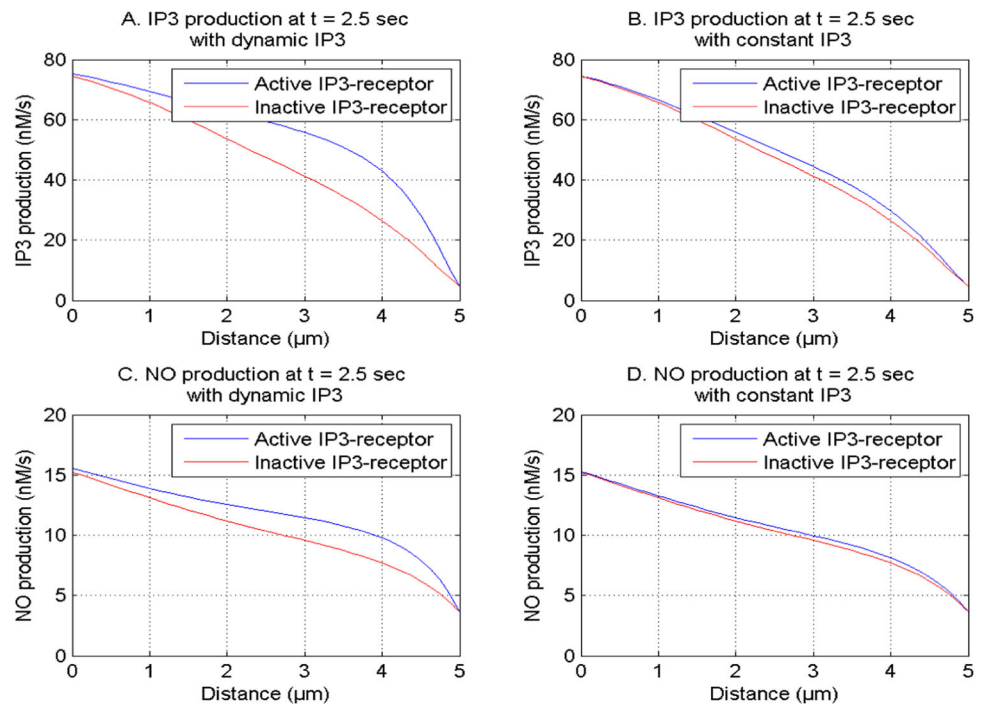 A. IP3 production at t = 2.5 sec
with dynamic IP3
80
60
40
20
0
IP3 production (nM/s)
Active IP3-receptor
Inactive IP3-receptor
0 1 2 3 4 5
Distance (µm)
B. IP3 production at t = 2.5 sec
with constant IP3
80
60
40
20
0
IP3 production (nM/s)
Active IP3-receptor
Inactive IP3-receptor
0 1 2 3 4 5
Distance (µm)
C. NO production at t = 2.5 sec
with dynamic IP3
20
15
10
5
0
NO production (nM/s)
Active IP3-receptor
Inactive IP3-receptor
0 1 2 3 4 5
Distance (µm)
D. NO production at t = 2.5 sec
with constant IP3
20
15
10
5
0
NO production (nM/s)
Active IP3-receptor
Inactive IP3-receptor
0 1 2 3 4 5
Distance (µm)